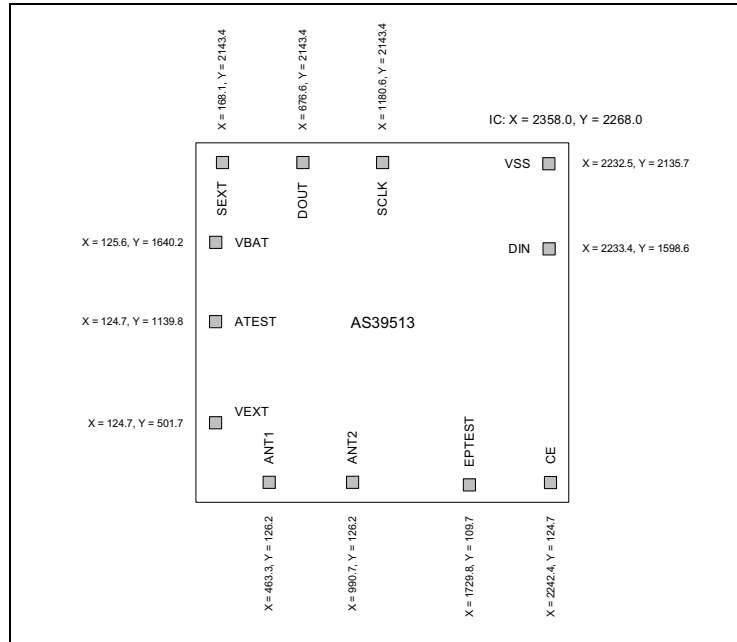 X = 168.1, Y = 2143.4
X = 676.6, Y = 2143.4
X = 1180.6, Y = 2143.4
IC: X = 2358.0, Y = 2268.0
SEXT
DOUT
SCLK
VSS
X = 2232.5, Y = 2135.7
X = 125.6, Y = 1640.2
VBAT
DIN
X = 2233.4, Y = 1598.6
X = 124.7, Y = 1139.8
ATEST
AS39513
X = 124.7, Y = 501.7
VEXT
ANT1
ANT2
EPTEST
CE
X = 463.3, Y = 126.2
X = 990.7, Y = 126.2
X = 1729.8, Y = 109.7
X = 2242.4, Y = 124.7